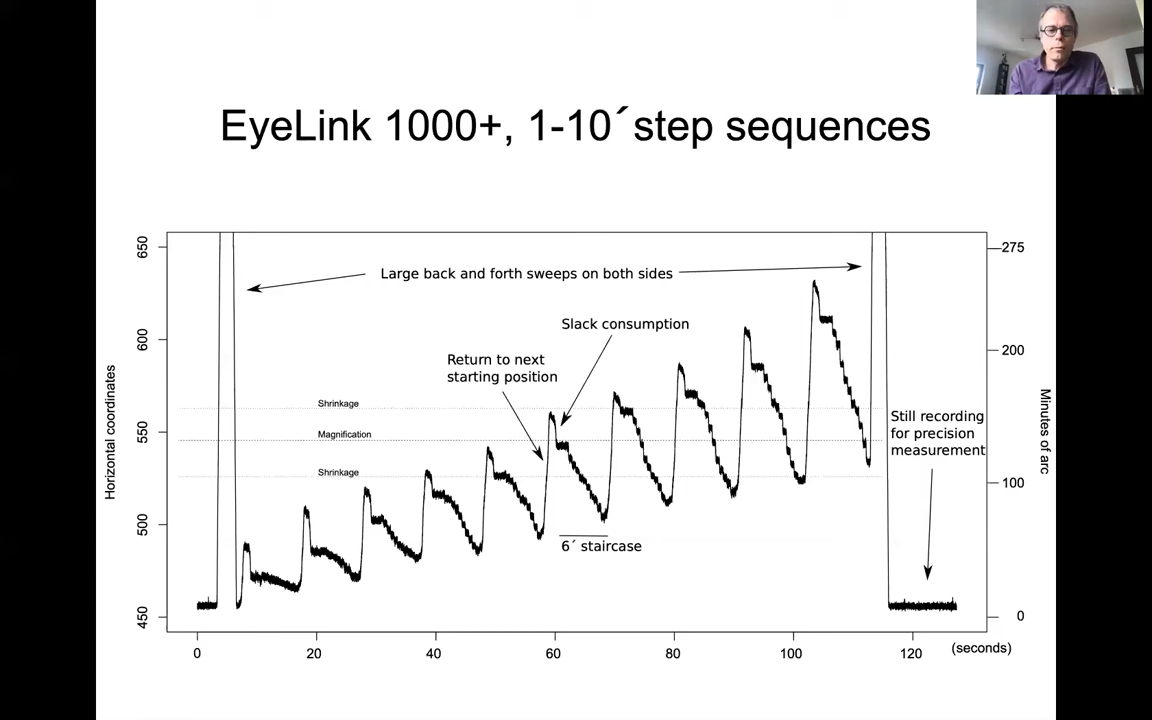 EyeLink 1000+, 1-10´ step sequences
650
600
550
500
450
Horizontal coordinates
275
200
100
0
Minutes of arc
Large back and forth sweeps on both sides
Slack consumption
Return to next
starting position
Shrinkage
Magnification
Shrinkage
Still recording
for precision
measurement
6´ staircase
0
20
40
60
80
100
120
(seconds)